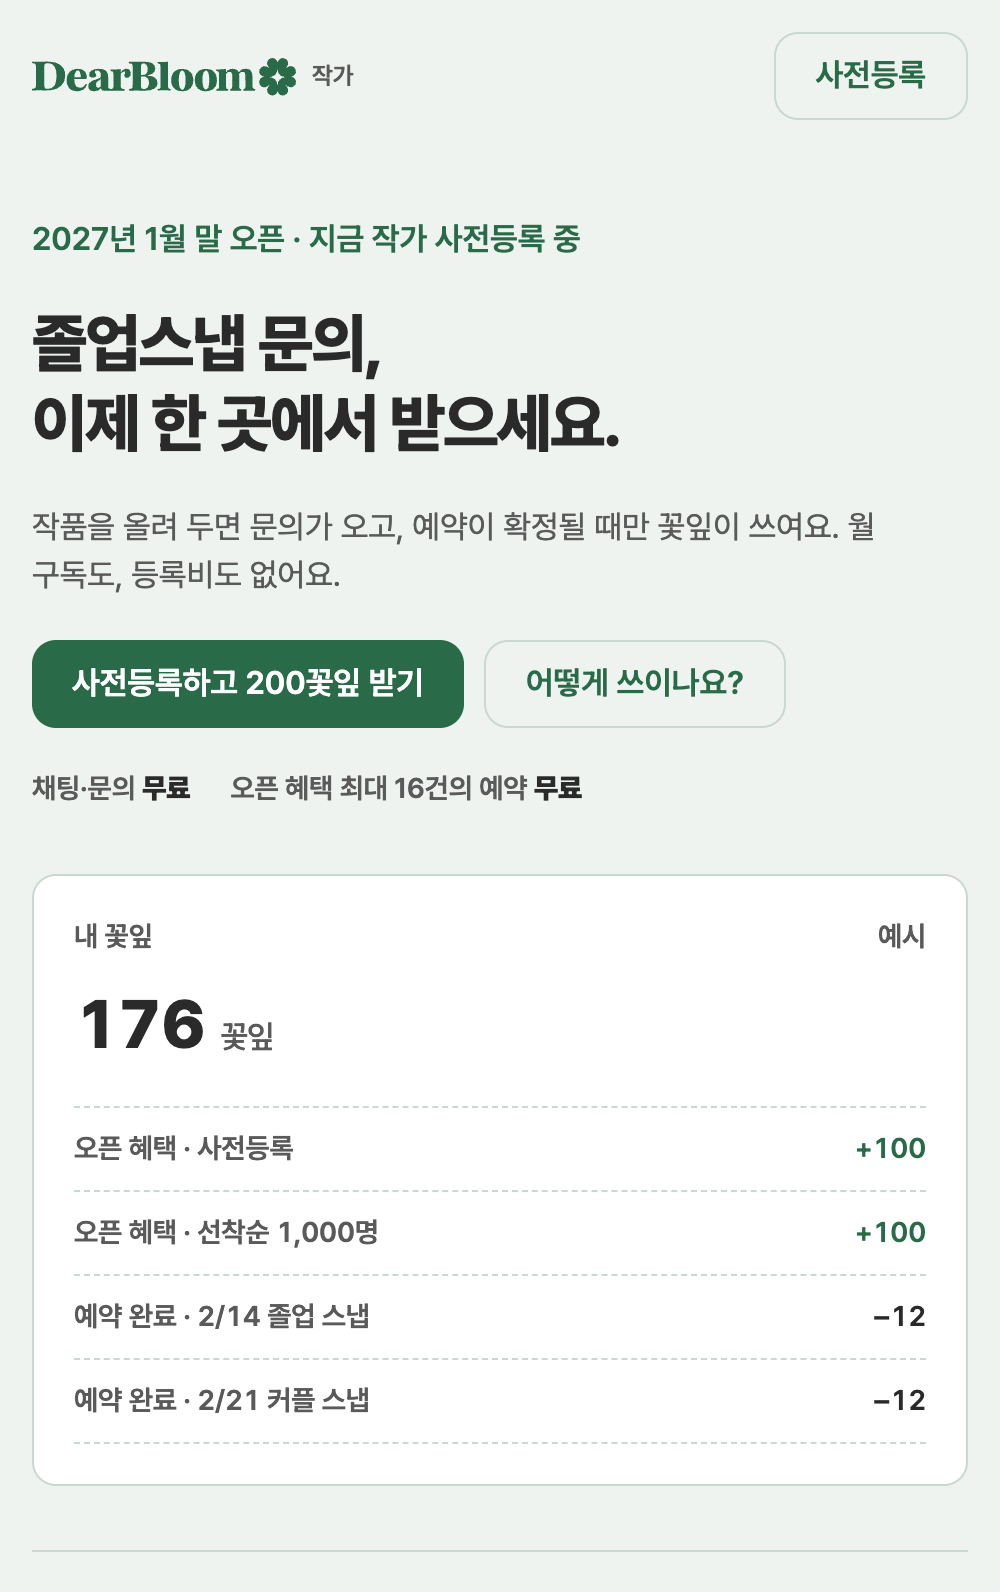 DearBloom 작가
사전등록
2027년 1월 말 오픈 · 지금 작가 사전등록 중
졸업스냅 문의,
이제 한 곳에서 받으세요.
작품을 올려 두면 문의가 오고, 예약이 확정될 때만 꽃잎이 쓰여요. 월
구독도, 등록비도 없어요.
사전등록하고 200꽃잎 받기
어떻게 쓰이나요?
채팅·문의 무료 오픈 혜택 최대 16건의 예약 무료
내 꽃잎 예시
176 꽃잎
오픈 혜택 · 사전등록 +100
오픈 혜택 · 선착순 1,000명 +100
예약 완료 · 2/14 졸업 스냅 −12
예약 완료 · 2/21 커플 스냅 −12